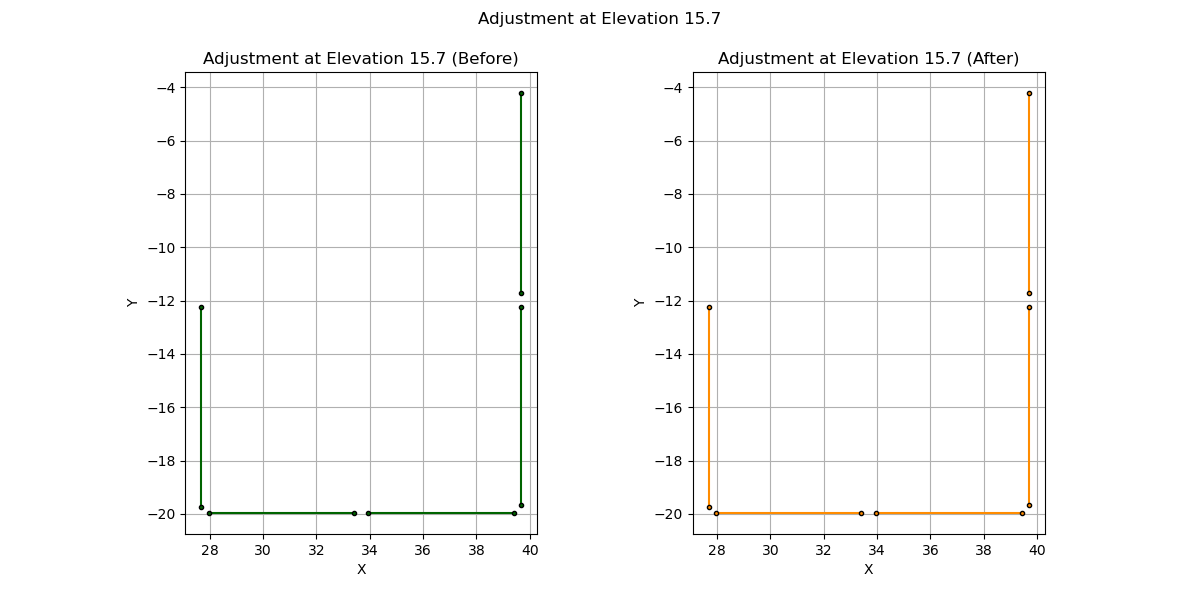 Adjustment at Elevation 15.7
Adjustment at Elevation 15.7 (Before)
−4
−6
−8
−10
−12
−14
−16
−18
−20
Y
28 30 32 34 36 38 40
X
Adjustment at Elevation 15.7 (After)
−4
−6
−8
−10
−12
−14
−16
−18
−20
Y
28 30 32 34 36 38 40
X